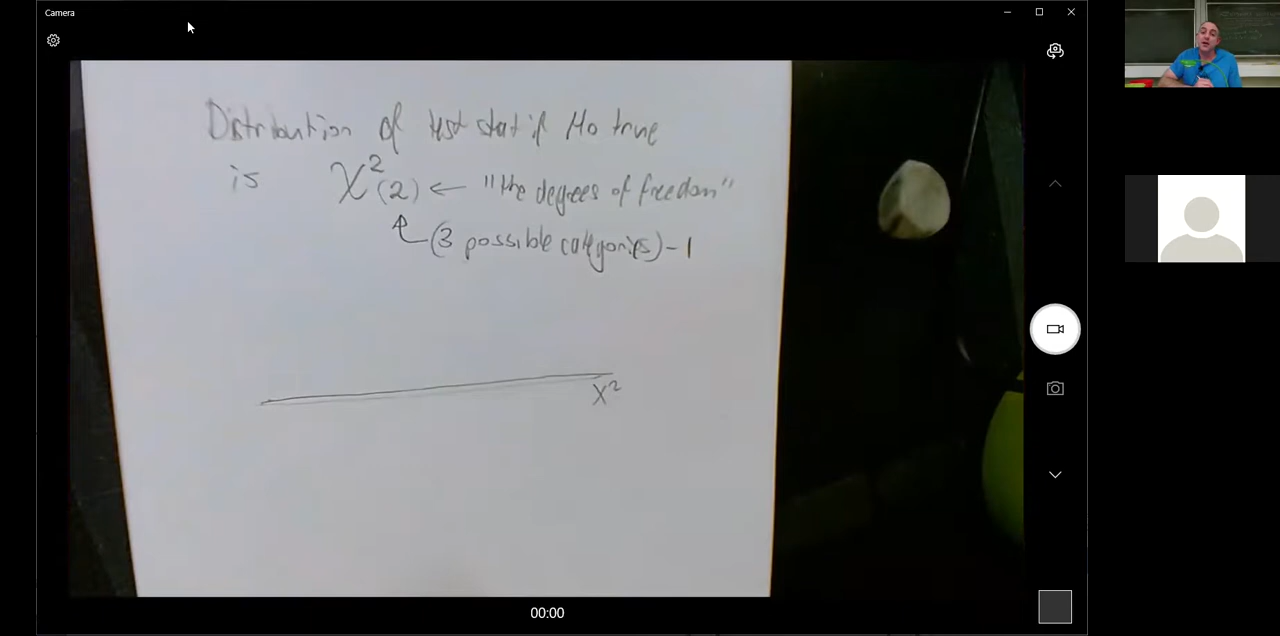 Camera
Distribution of test stat if Ho true
is χ²(2) ← "the degrees of freedom"
(3 possible categories) - 1
X²
00:00